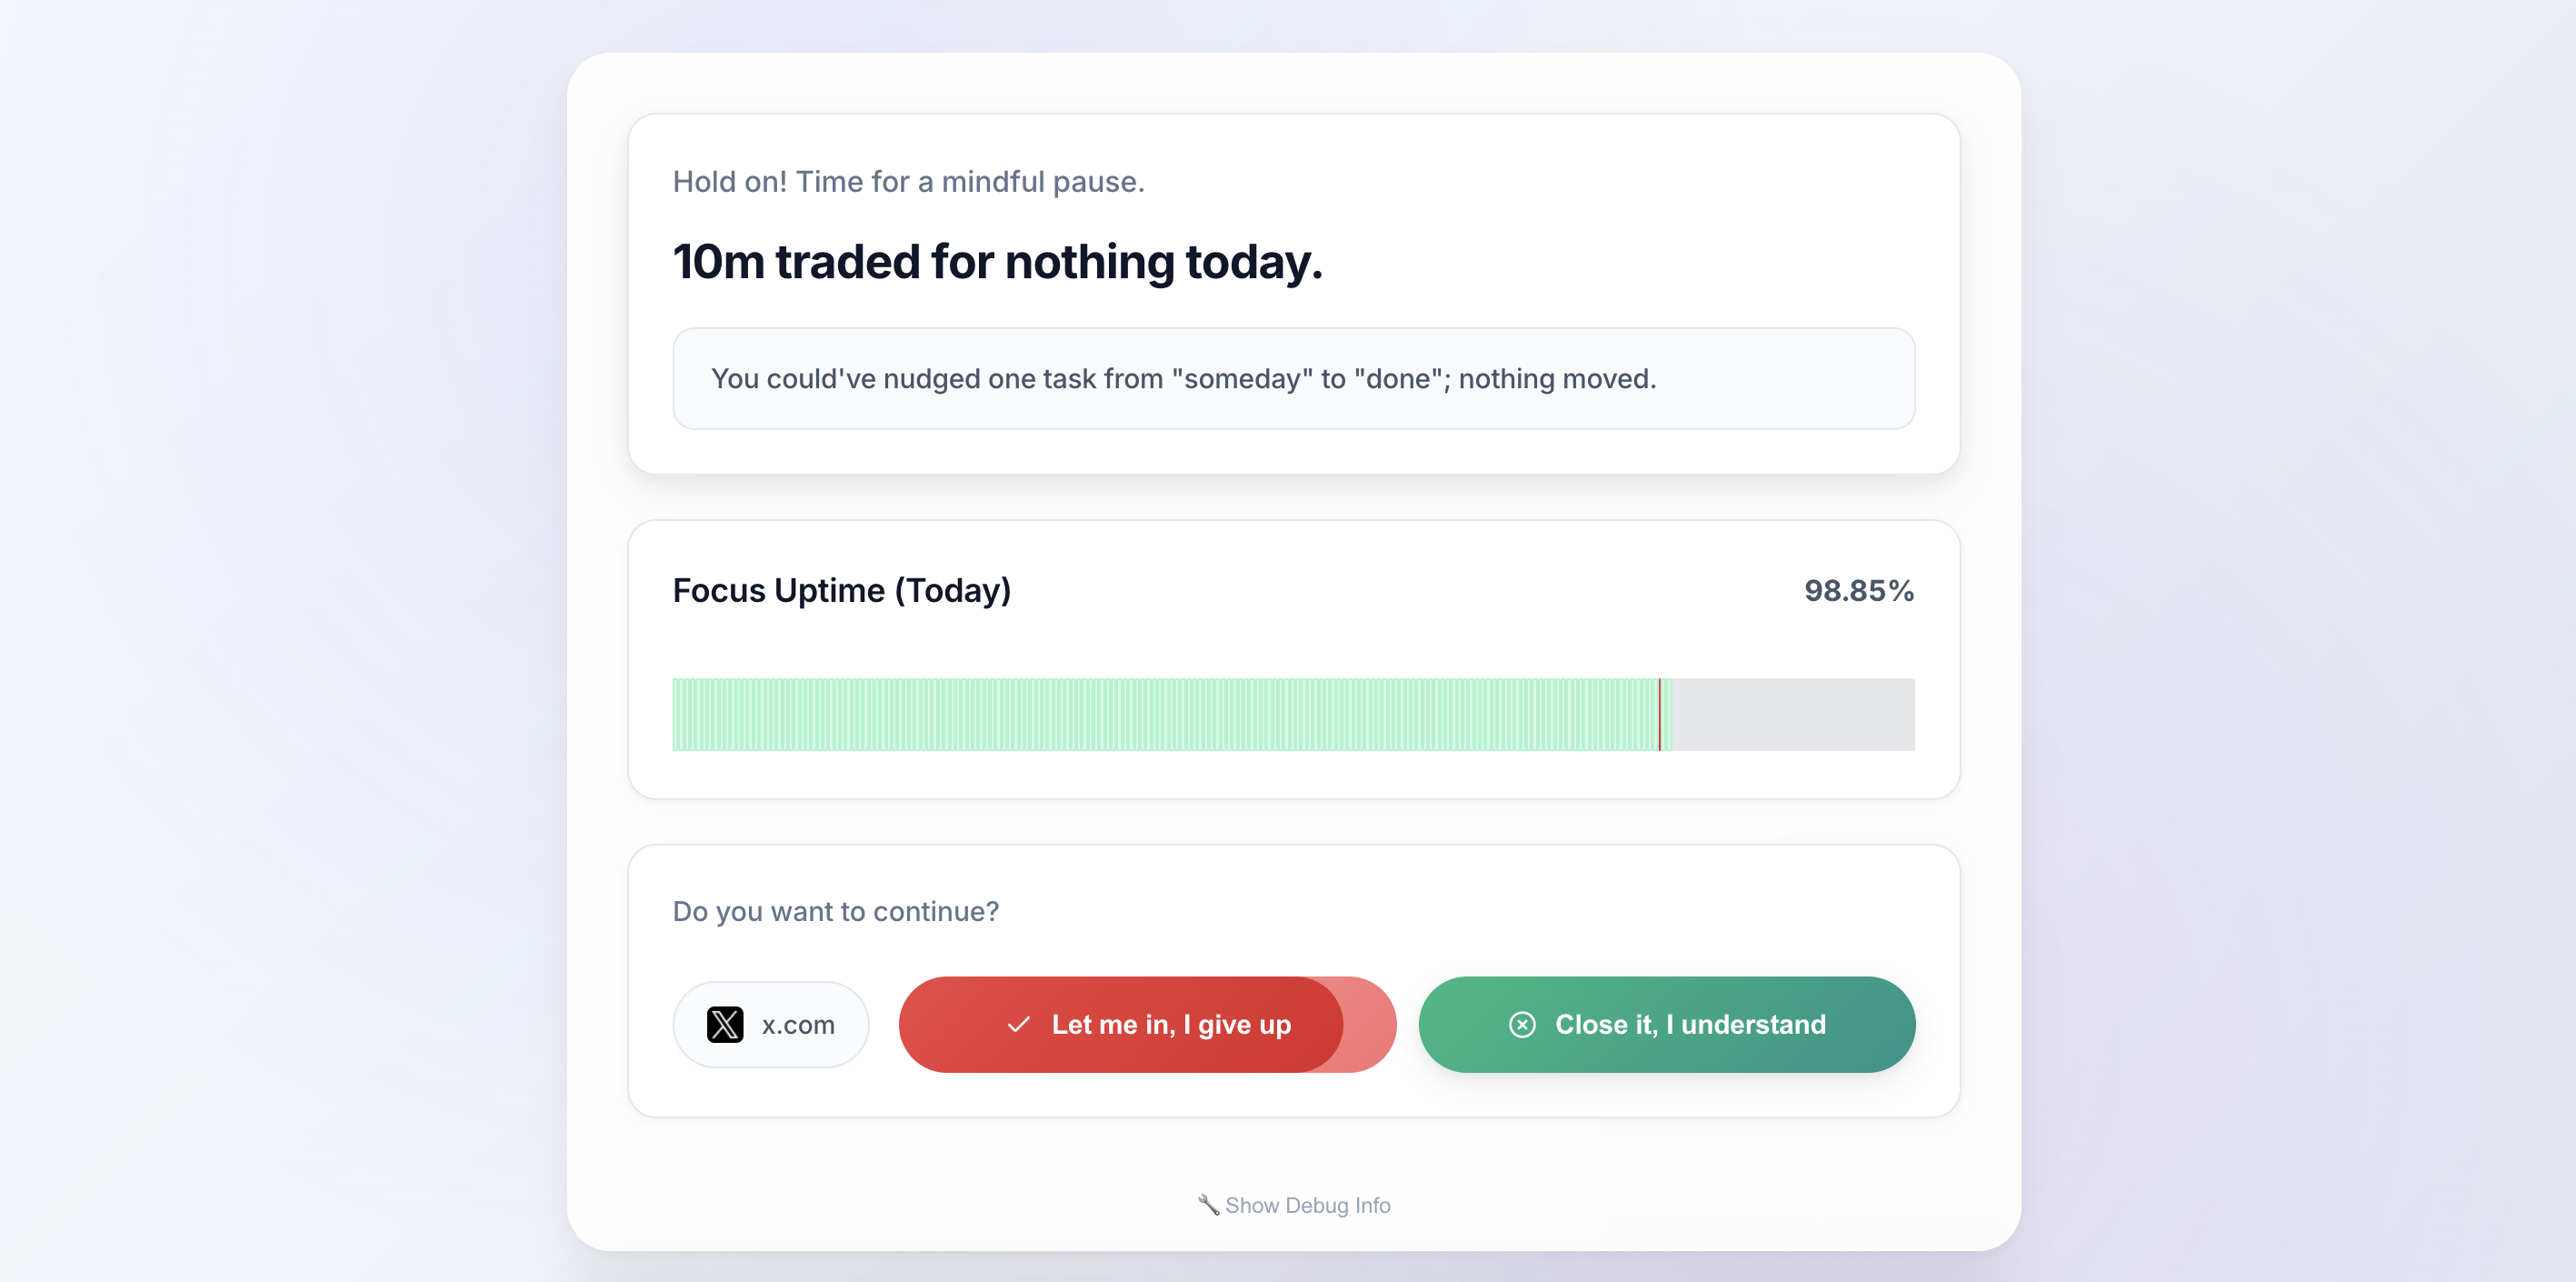 Hold on! Time for a mindful pause.
10m traded for nothing today.
You could've nudged one task from "someday" to "done"; nothing moved.
Focus Uptime (Today)
98.85%
Do you want to continue?
x.com
Let me in, I give up
Close it, I understand
Show Debug Info